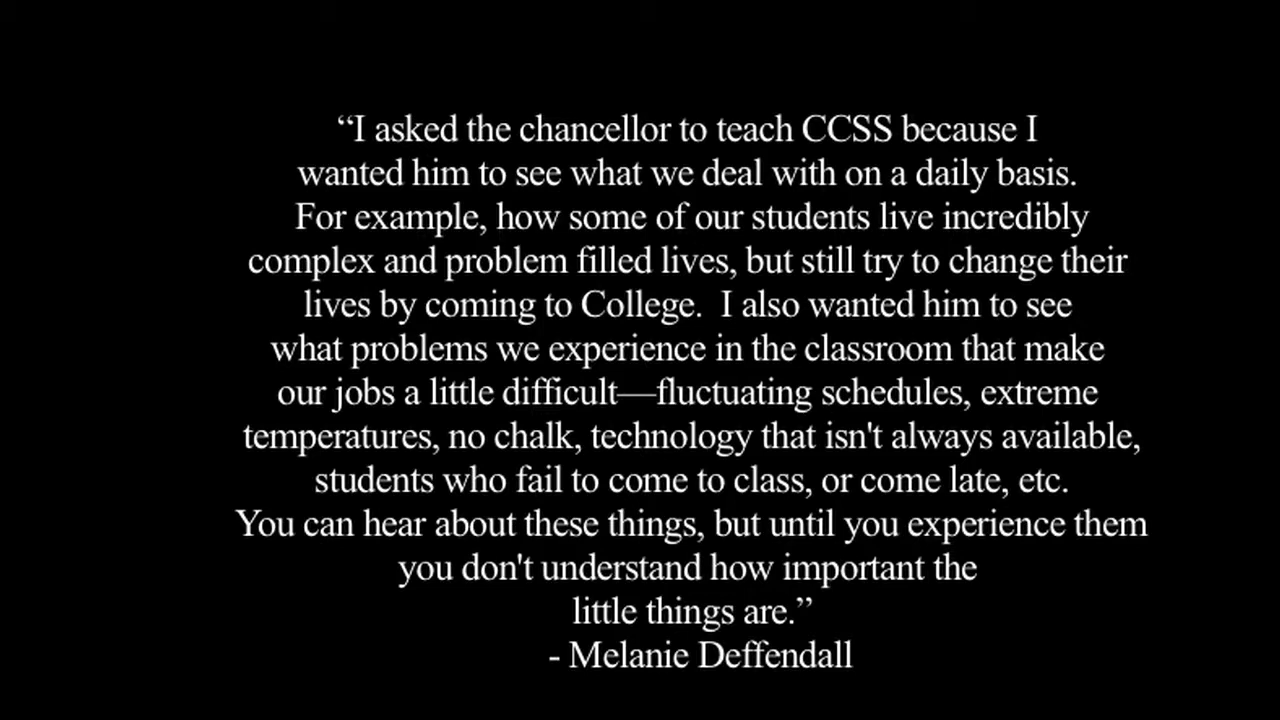 “I asked the chancellor to teach CCSS because I
wanted him to see what we deal with on a daily basis.
For example, how some of our students live incredibly
complex and problem filled lives, but still try to change their
lives by coming to College.  I also wanted him to see
what problems we experience in the classroom that make
our jobs a little difficult—fluctuating schedules, extreme
temperatures, no chalk, technology that isn't always available,
students who fail to come to class, or come late, etc.
You can hear about these things, but until you experience them
you don't understand how important the
little things are.”
- Melanie Deffendall